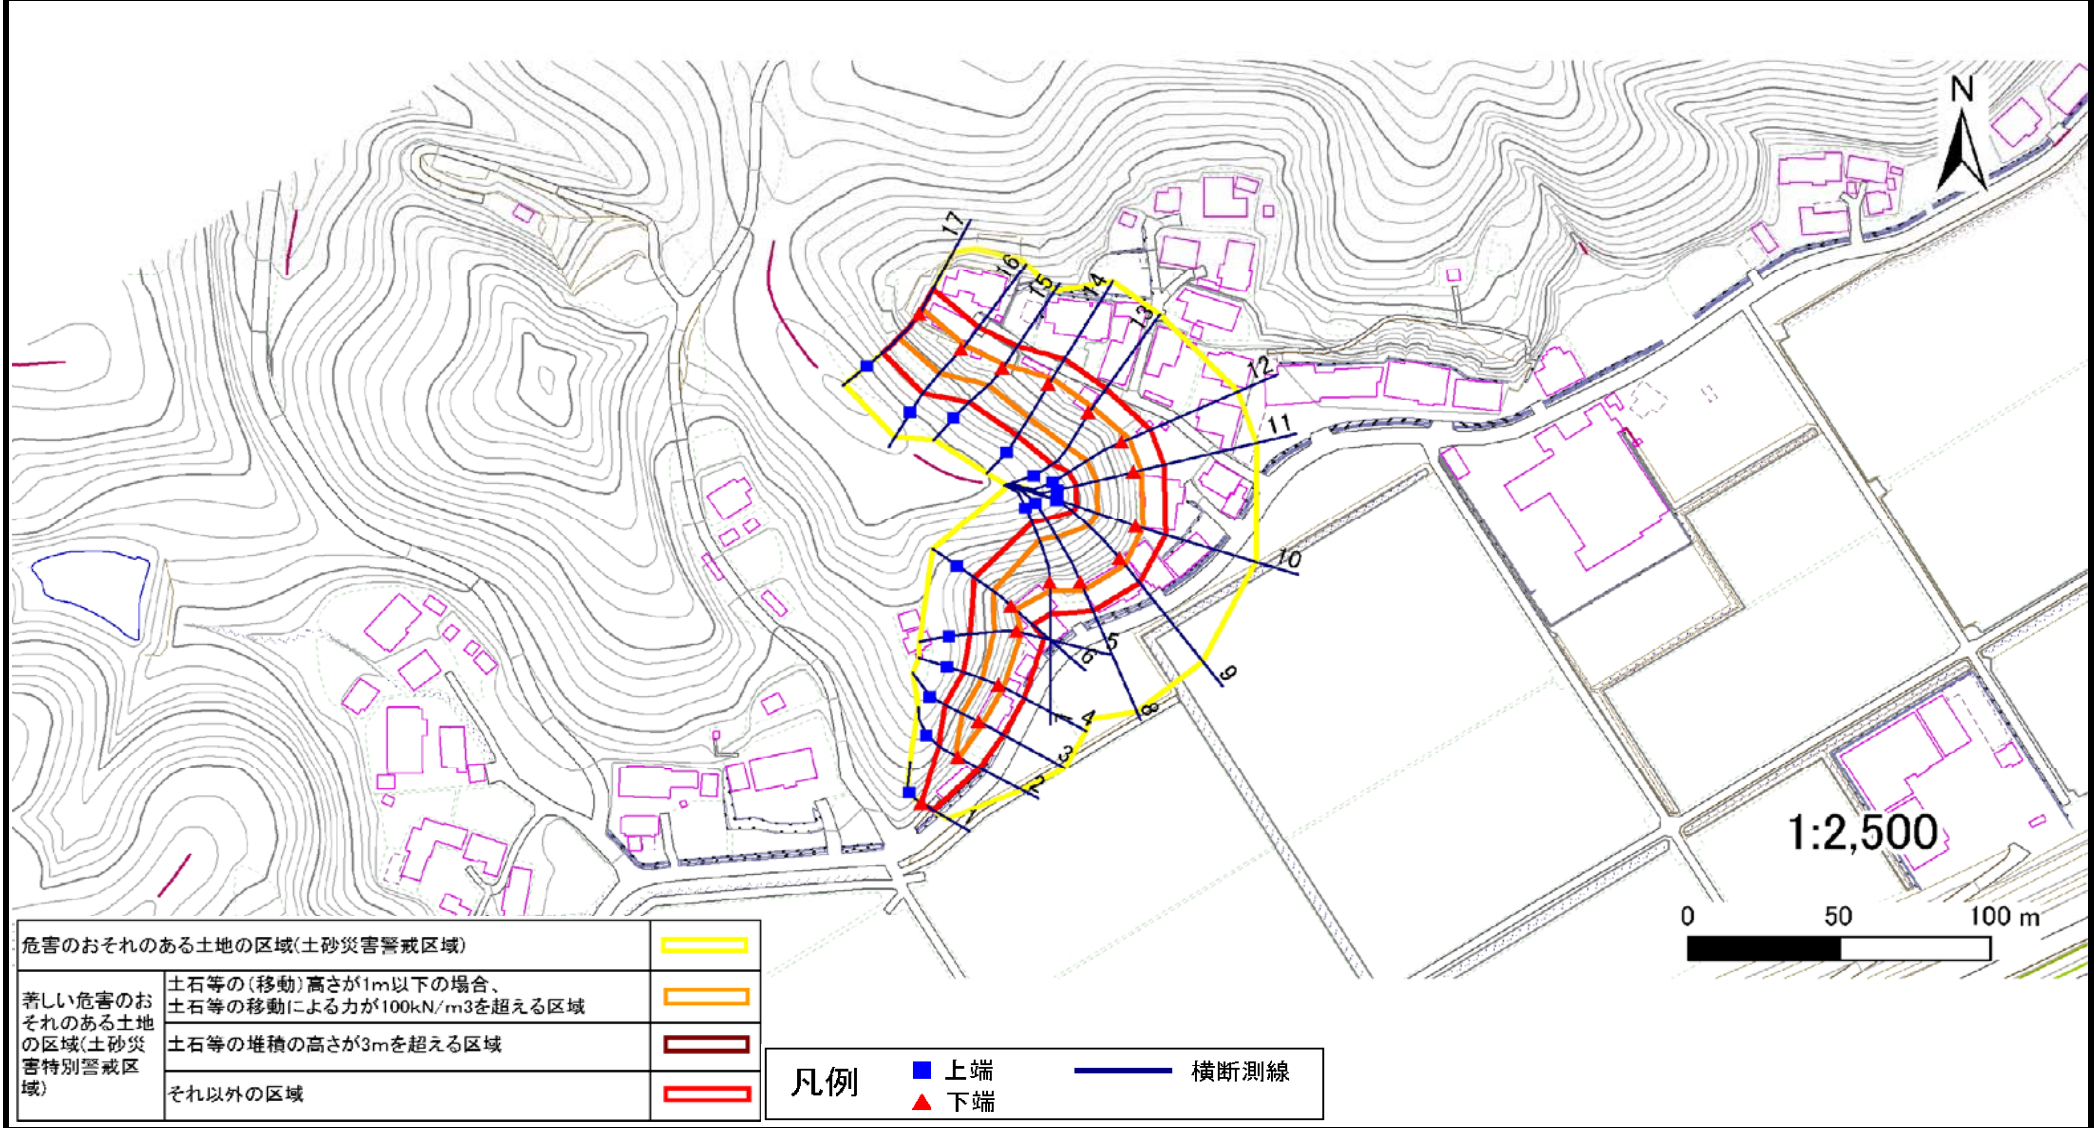 N
17
16
15
14
13
12
11
10
9
8
7
6
5
4
3
2
1
1:2,500
0 50 100 m
危害のおそれのある土地の区域(土砂災害警戒区域)
著しい危害のお
それのある土地
の区域(土砂災
害特別警戒区
域)
土石等の(移動)高さが1m以下の場合、
土石等の移動による力が100kN/m3を超える区域
土石等の堆積の高さが3mを超える区域
それ以外の区域
凡例
上端
下端
横断測線